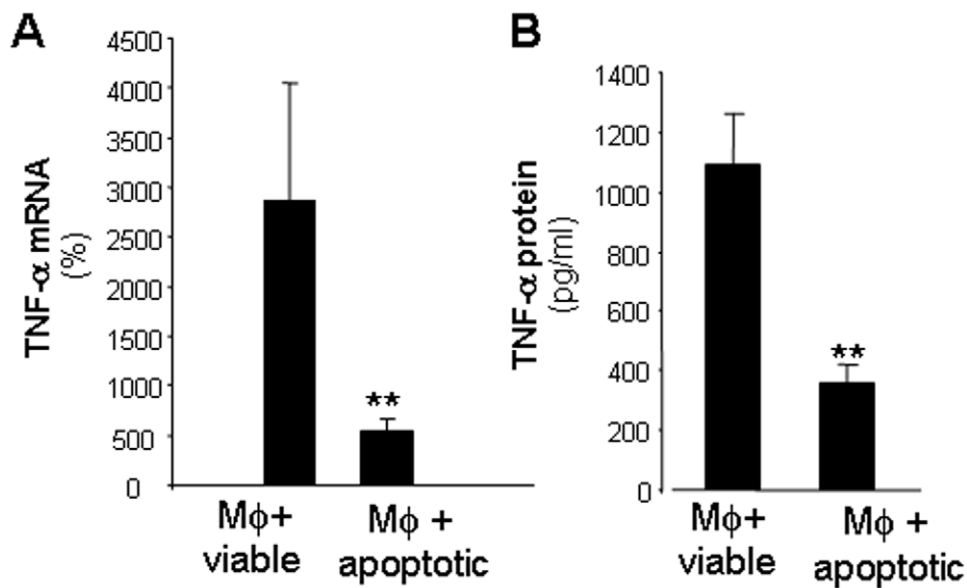 A
TNF-α mRNA
(%)
4500
4000
3500
3000
2500
2000
1500
1000
500
0
**
Mϕ+
viable
Mϕ +
apoptotic
B
TNF-α protein
(pg/ml)
1400
1200
1000
800
600
400
200
0
**
Mϕ+
viable
Mϕ +
apoptotic